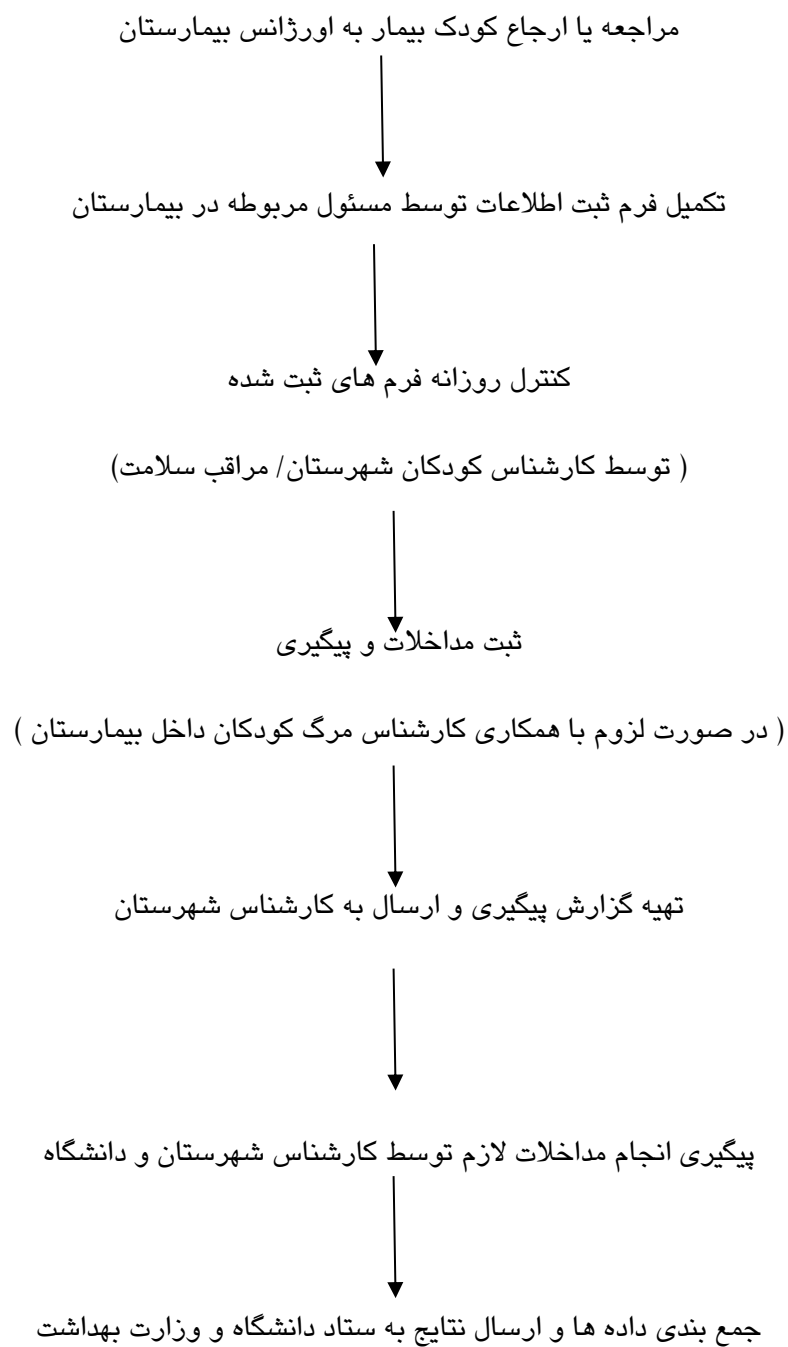 مراجعه یا ارجاع کودک بیمار به اورژانس بیمارستان
تکمیل فرم ثبت اطلاعات توسط مسئول مربوطه در بیمارستان
کنترل روزانه فرم های ثبت شده
( توسط کارشناس کودکان شهرستان/ مراقب سلامت)
ثبت مداخلات و پیگیری
( در صورت لزوم با همکاری کارشناس مرگ کودکان داخل بیمارستان )
تهیه گزارش پیگیری و ارسال به کارشناس شهرستان
پیگیری انجام مداخلات لازم توسط کارشناس شهرستان و دانشگاه
جمع بندی داده ها و ارسال نتایج به ستاد دانشگاه و وزارت بهداشت